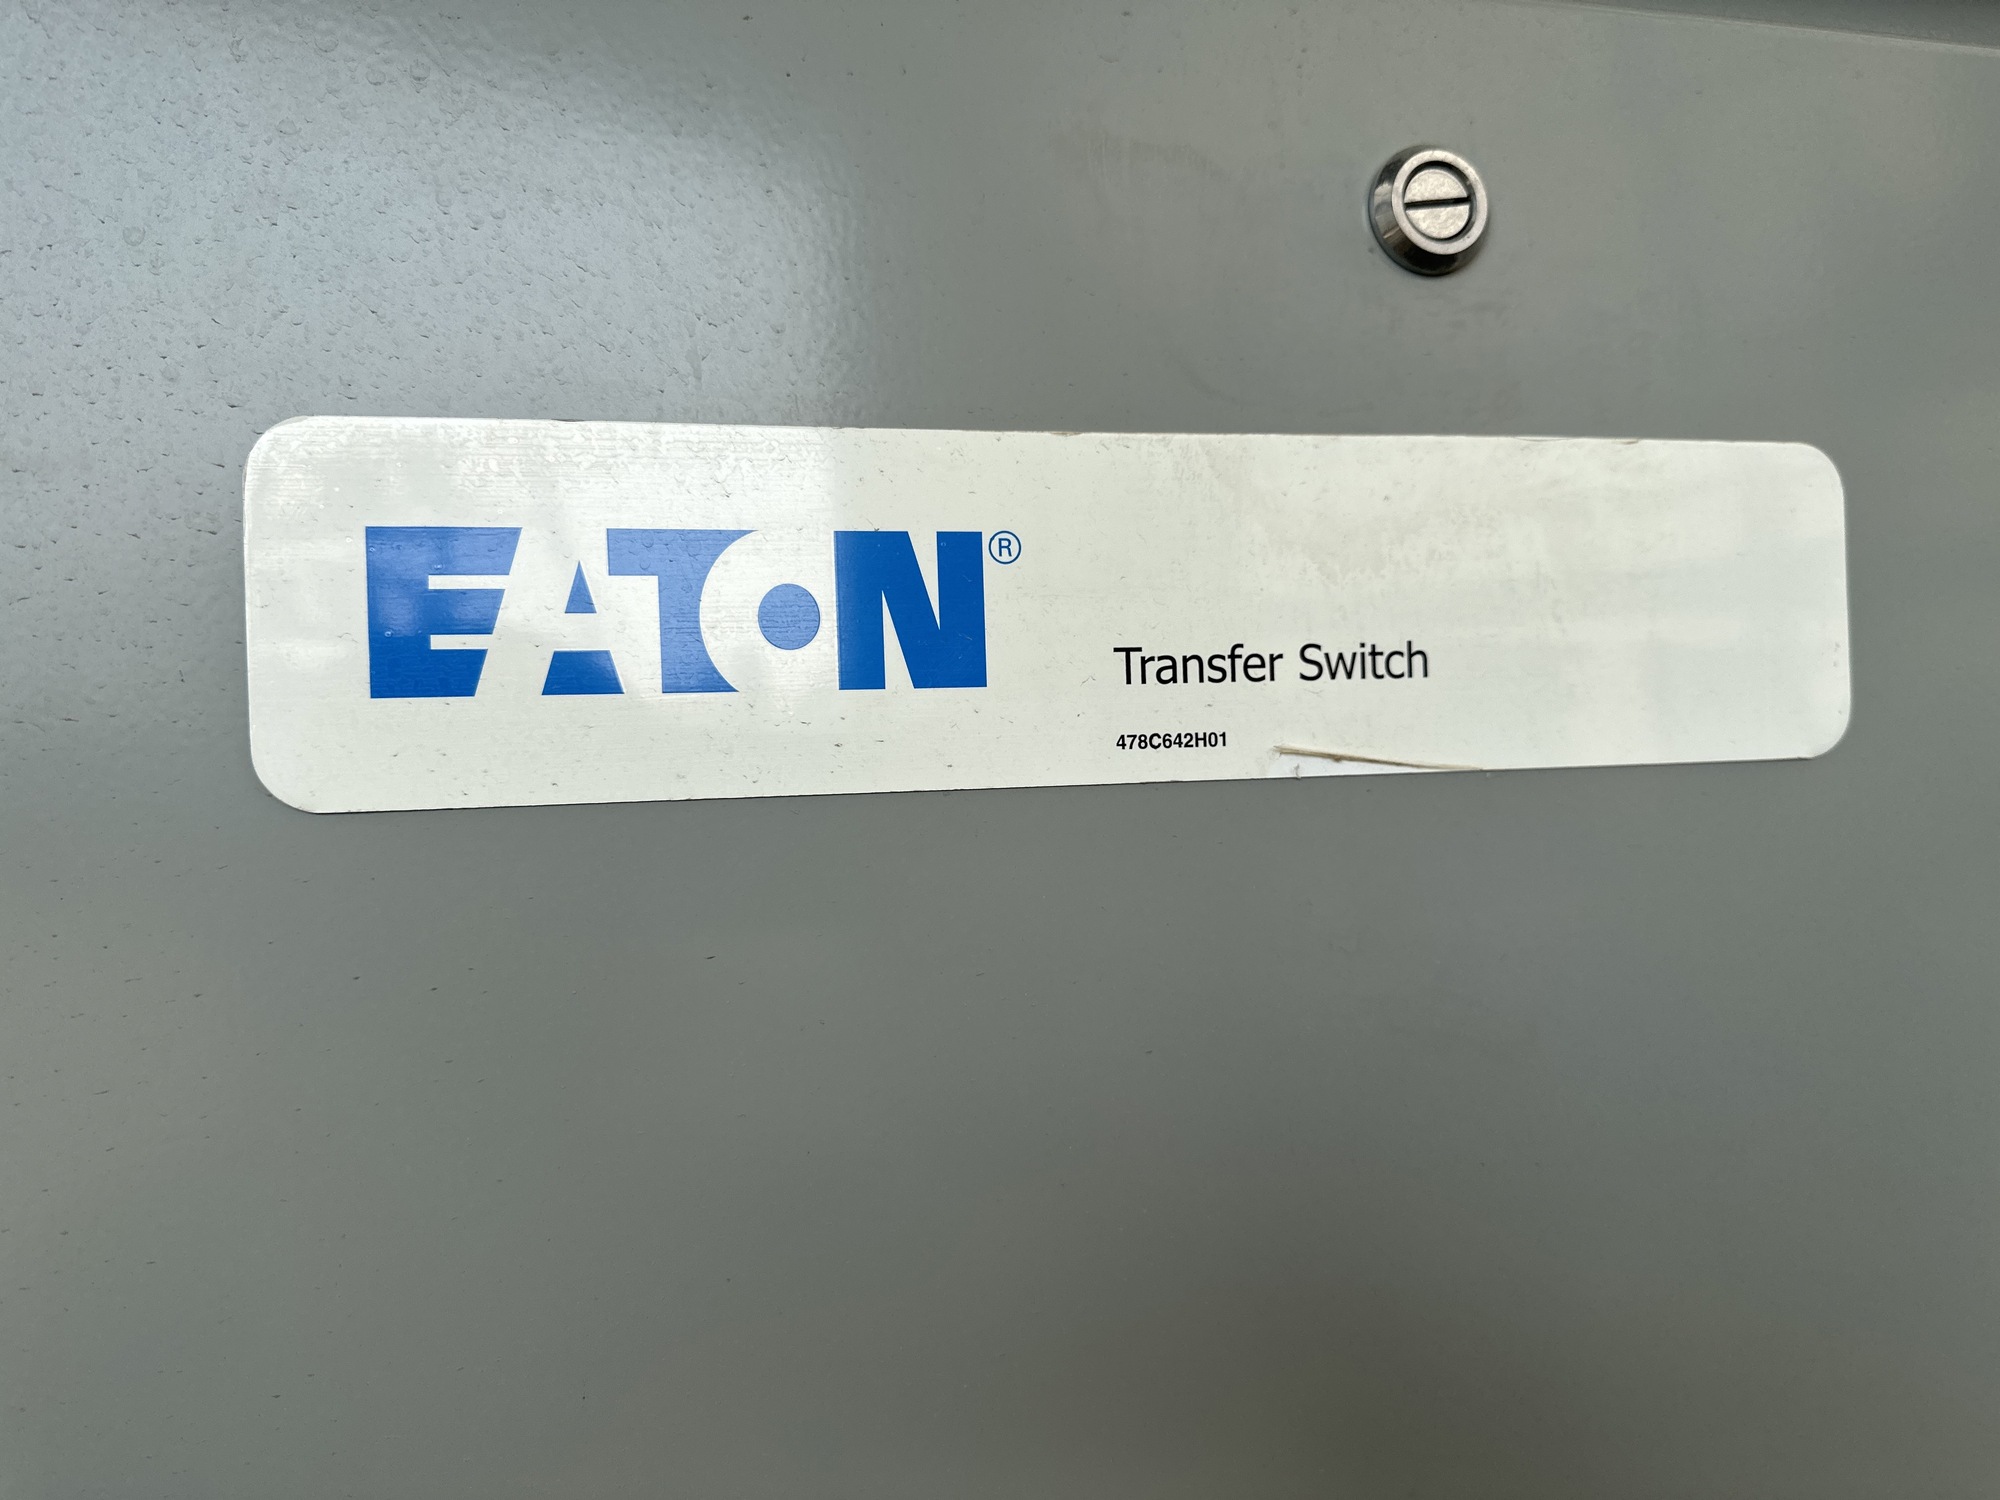 EATON®
Transfer Switch
478C642H01